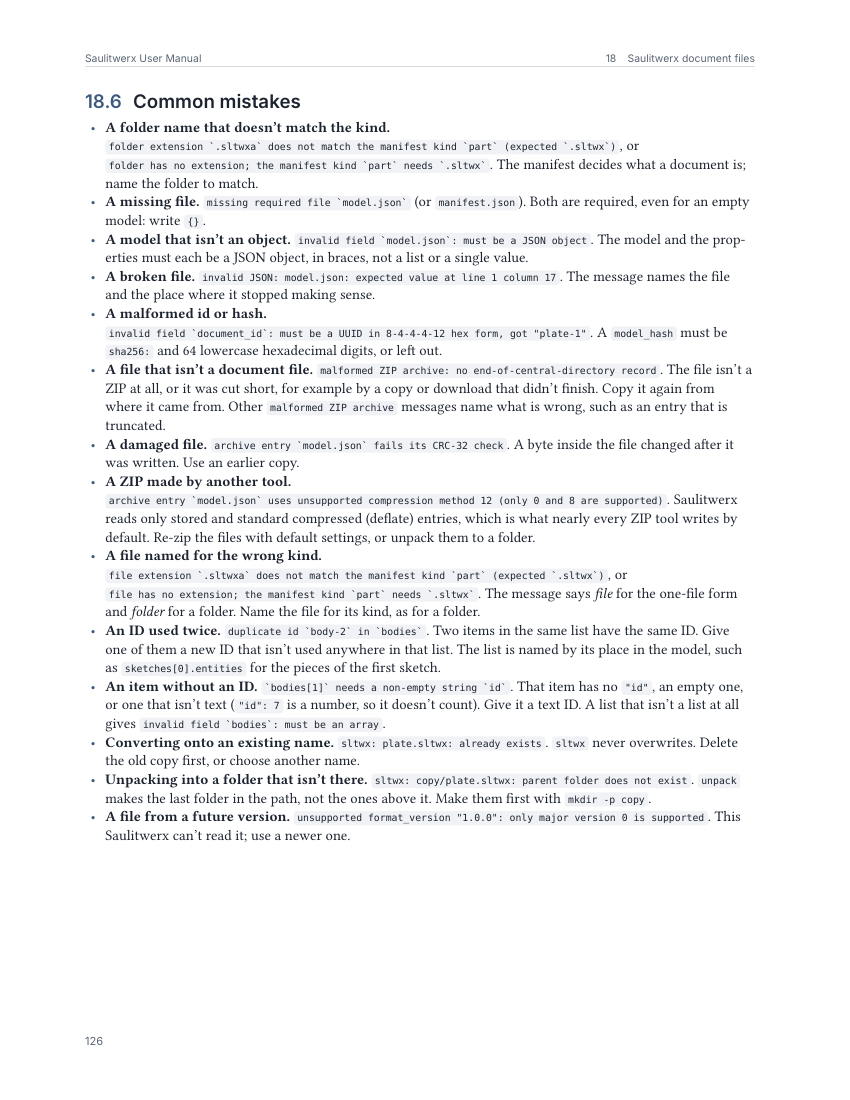 Saulitwerx User Manual
18 Saulitwerx document files
18.6 Common mistakes
• A folder name that doesn’t match the kind.
folder extension `.sltwxa` does not match the manifest kind `part` (expected `.sltwx`), or
folder has no extension; the manifest kind `part` needs `.sltwx`. The manifest decides what a document is;
name the folder to match.
• A missing file. missing required file `model.json` (or manifest.json). Both are required, even for an empty
model: write {}.
• A model that isn’t an object. invalid field `model.json`: must be a JSON object. The model and the prop-
erties must each be a JSON object, in braces, not a list or a single value.
• A broken file. invalid JSON: model.json: expected value at line 1 column 17. The message names the file
and the place where it stopped making sense.
• A malformed id or hash.
invalid field `document_id`: must be a UUID in 8-4-4-4-12 hex form, got "plate-1". A model_hash must be
sha256: and 64 lowercase hexadecimal digits, or left out.
• A file that isn’t a document file. malformed ZIP archive: no end-of-central-directory record. The file isn’t a
ZIP at all, or it was cut short, for example by a copy or download that didn’t finish. Copy it again from
where it came from. Other malformed ZIP archive messages name what is wrong, such as an entry that is
truncated.
• A damaged file. archive entry `model.json` fails its CRC-32 check. A byte inside the file changed after it
was written. Use an earlier copy.
• A ZIP made by another tool.
archive entry `model.json` uses unsupported compression method 12 (only 0 and 8 are supported). Saulitwerx
reads only stored and standard compressed (deflate) entries, which is what nearly every ZIP tool writes by
default. Re-zip the files with default settings, or unpack them to a folder.
• A file named for the wrong kind.
file extension `.sltwxa` does not match the manifest kind `part` (expected `.sltwx`), or
file has no extension; the manifest kind `part` needs `.sltwx`. The message says file for the one-file form
and folder for a folder. Name the file for its kind, as for a folder.
• An ID used twice. duplicate id `body-2` in `bodies`. Two items in the same list have the same ID. Give
one of them a new ID that isn’t used anywhere in that list. The list is named by its place in the model, such
as sketches[0].entities for the pieces of the first sketch.
• An item without an ID. `bodies[1]` needs a non-empty string `id`. That item has no "id", an empty one,
or one that isn’t text ("id": 7 is a number, so it doesn’t count). Give it a text ID. A list that isn’t a list at all
gives invalid field `bodies`: must be an array.
• Converting onto an existing name. sltwx: plate.sltwx: already exists. sltwx never overwrites. Delete
the old copy first, or choose another name.
• Unpacking into a folder that isn’t there. sltwx: copy/plate.sltwx: parent folder does not exist. unpack
makes the last folder in the path, not the ones above it. Make them first with mkdir -p copy.
• A file from a future version. unsupported format_version "1.0.0": only major version 0 is supported. This
Saulitwerx can’t read it; use a newer one.
126